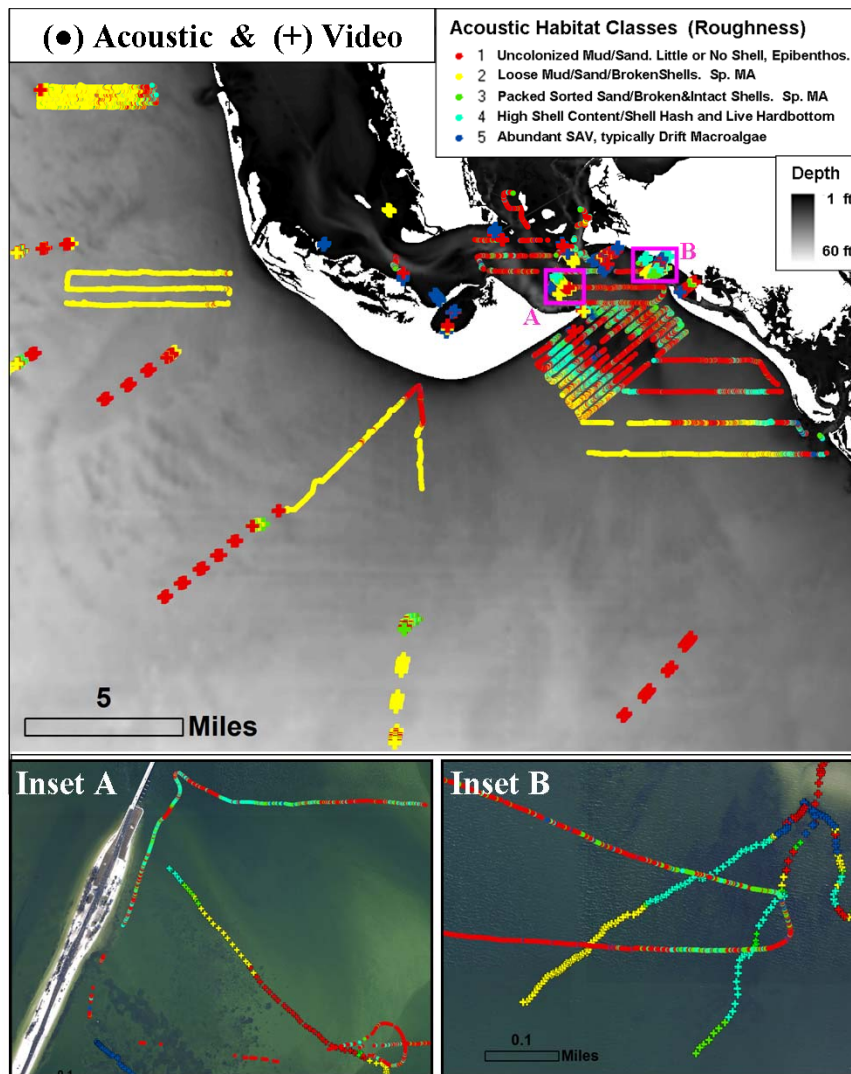 (●) Acoustic & (+) Video
Acoustic Habitat Classes (Roughness)
1 Uncolonized Mud/Sand. Little or No Shell, Epibenthos.
2 Loose Mud/Sand/BrokenShells. Sp. MA
3 Packed Sorted Sand/Broken&Intact Shells. Sp. MA
4 High Shell Content/Shell Hash and Live Hardbottom
5 Abundant SAV, typically Drift Macroalgae
Depth
1 ft
60 ft
B
A
5
Miles
Inset A
Inset B
0.1
Miles